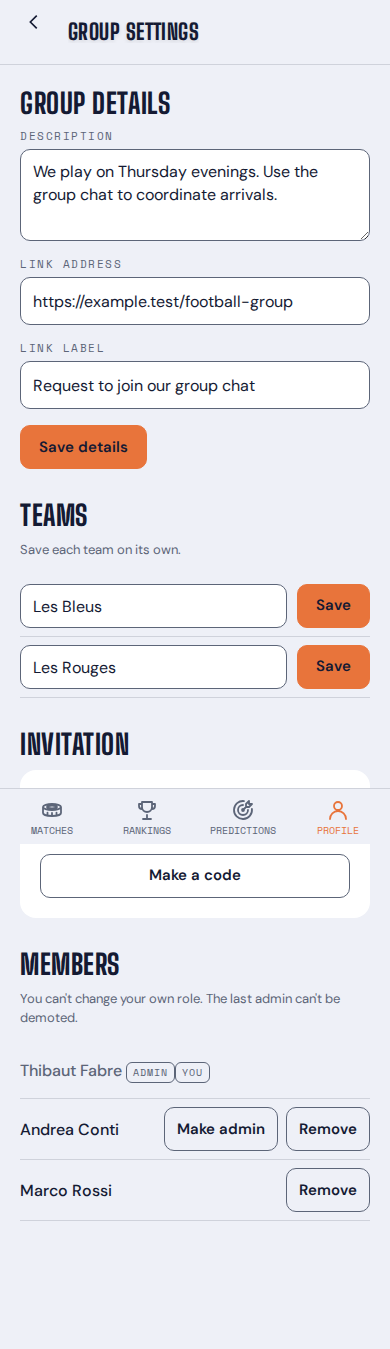 GROUP SETTINGS
GROUP DETAILS
DESCRIPTION
We play on Thursday evenings. Use the
group chat to coordinate arrivals.
LINK ADDRESS
https://example.test/football-group
LINK LABEL
Request to join our group chat
Save details
TEAMS
Save each team on its own.
Les Bleus Save
Les Rouges Save
INVITATION
MATCHES RANKINGS PREDICTIONS PROFILE
Make a code
MEMBERS
You can't change your own role. The last admin can't be
demoted.
Thibaut Fabre ADMIN YOU
Andrea Conti Make admin Remove
Marco Rossi Remove